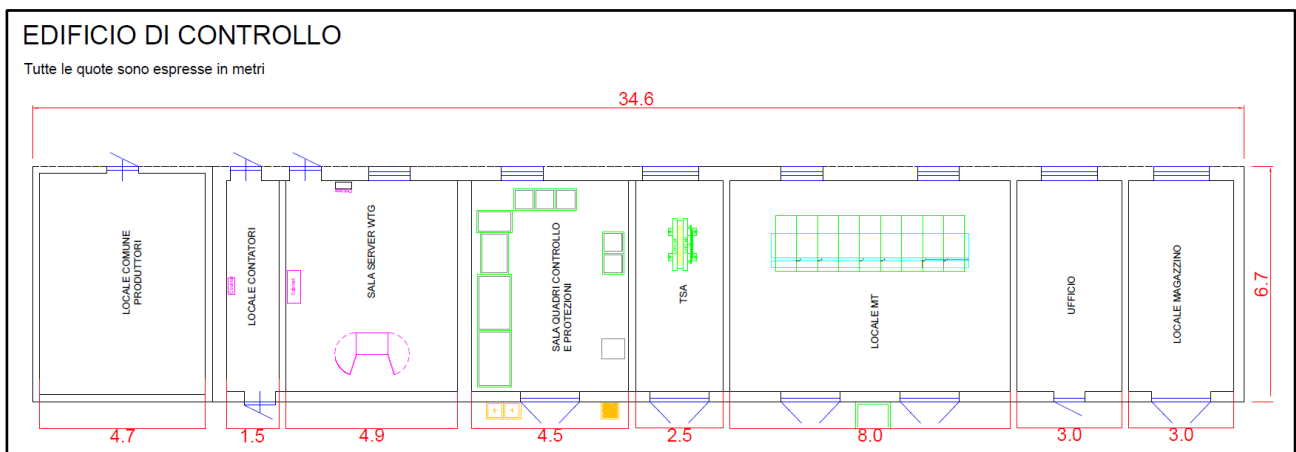 EDIFICIO DI CONTROLLO
Tutte le quote sono espresse in metri
34.6
LOCALE COMUNE
PRODUTTORI
LOCALE CONTATORI
SALA SERVER WTG
Cabinet
SALA QUADRI CONTROLLO
E PROTEZIONI
TSA
LOCALE MT
UFFICIO
LOCALE MAGAZZINO
6.7
4.7
1.5
4.9
4.5
2.5
8.0
3.0
3.0